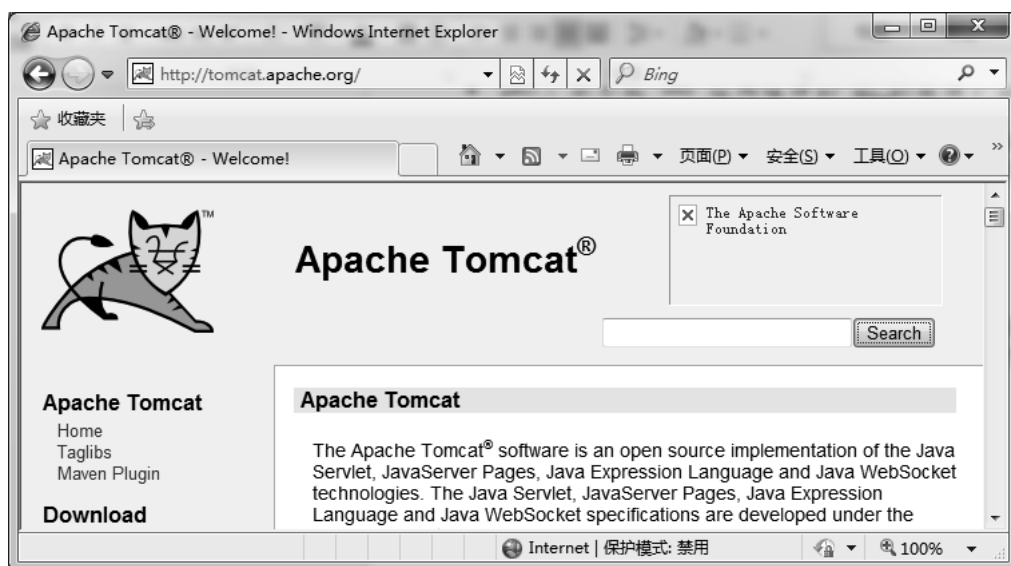 Apache Tomcat® - Welcome! - Windows Internet Explorer
http://tomcat.apache.org/
Bing
收藏夹
Apache Tomcat® - Welcome!
页面(P)
安全(S)
工具(O)
TM
Apache Tomcat®
The Apache Software
Foundation
Search
Apache Tomcat
Home
Taglibs
Maven Plugin
Download
Apache Tomcat
The Apache Tomcat® software is an open source implementation of the Java
Servlet, JavaServer Pages, Java Expression Language and Java WebSocket
technologies. The Java Servlet, JavaServer Pages, Java Expression
Language and Java WebSocket specifications are developed under the
Internet | 保护模式: 禁用
100%